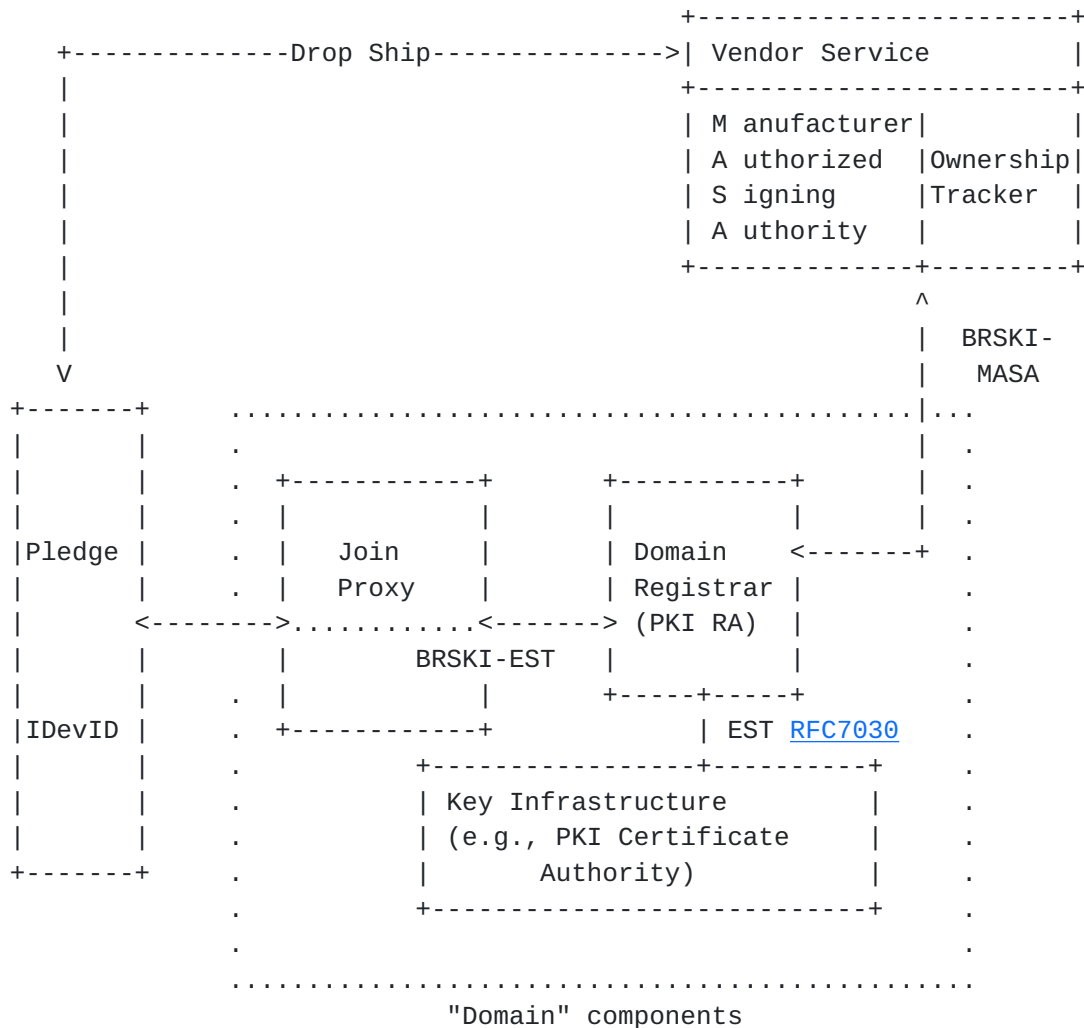 +------------------------+
   +--------------Drop Ship--------------->| Vendor Service         |
   |                                       +------------------------+
   |                                       | M anufacturer|         |
   |                                       | A uthorized  |Ownership|
   |                                       | S igning     |Tracker  |
   |                                       | A uthority   |         |
   |                                       +--------------+---------+
   |                                                      ^
   |                                                      |  BRSKI-
   V                                                      |   MASA
+-------+     ............................................|...
|       |     .                                           |  .
|       |     .  +------------+       +-----------+       |  .
|       |     .  |            |       |           |       |  .
|Pledge |     .  |   Join     |       | Domain    <-------+  .
|       |     .  |   Proxy    |       | Registrar |          .
|       <-------->............<-------> (PKI RA)  |          .
|       |        |        BRSKI-EST   |           |          .
|       |     .  |            |       +-----+-----+          .
|IDevID |     .  +------------+             | EST RFC7030    .
|       |     .           +-----------------+----------+     .
|       |     .           | Key Infrastructure         |     .
|       |     .           | (e.g., PKI Certificate     |     .
+-------+     .           |       Authority)           |     .
              .           +----------------------------+     .
              .                                              .
              ................................................
                            "Domain" components